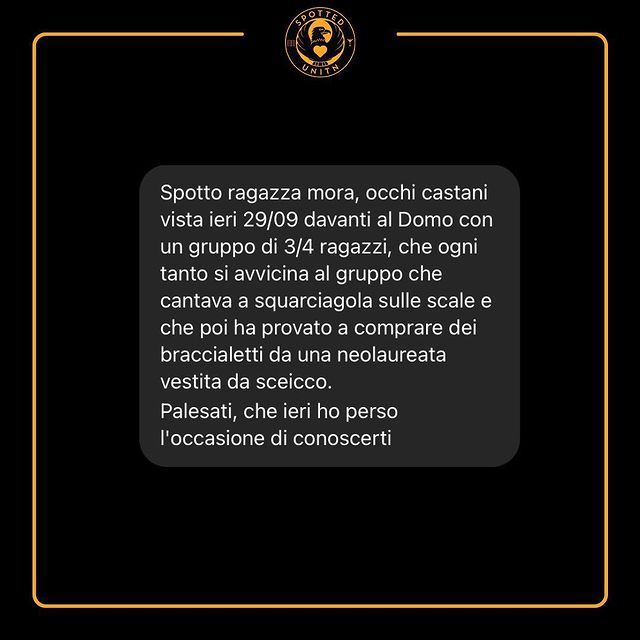 SPOTTED
UNITN
Spotto ragazza mora, occhi castani
vista ieri 29/09 davanti al Domo con
un gruppo di 3/4 ragazzi, che ogni
tanto si avvicina al gruppo che
cantava a squarciagola sulle scale e
che poi ha provato a comprare dei
braccialetti da una neolaureata
vestita da sceicco.
Palesati, che ieri ho perso
l'occasione di conoscerti